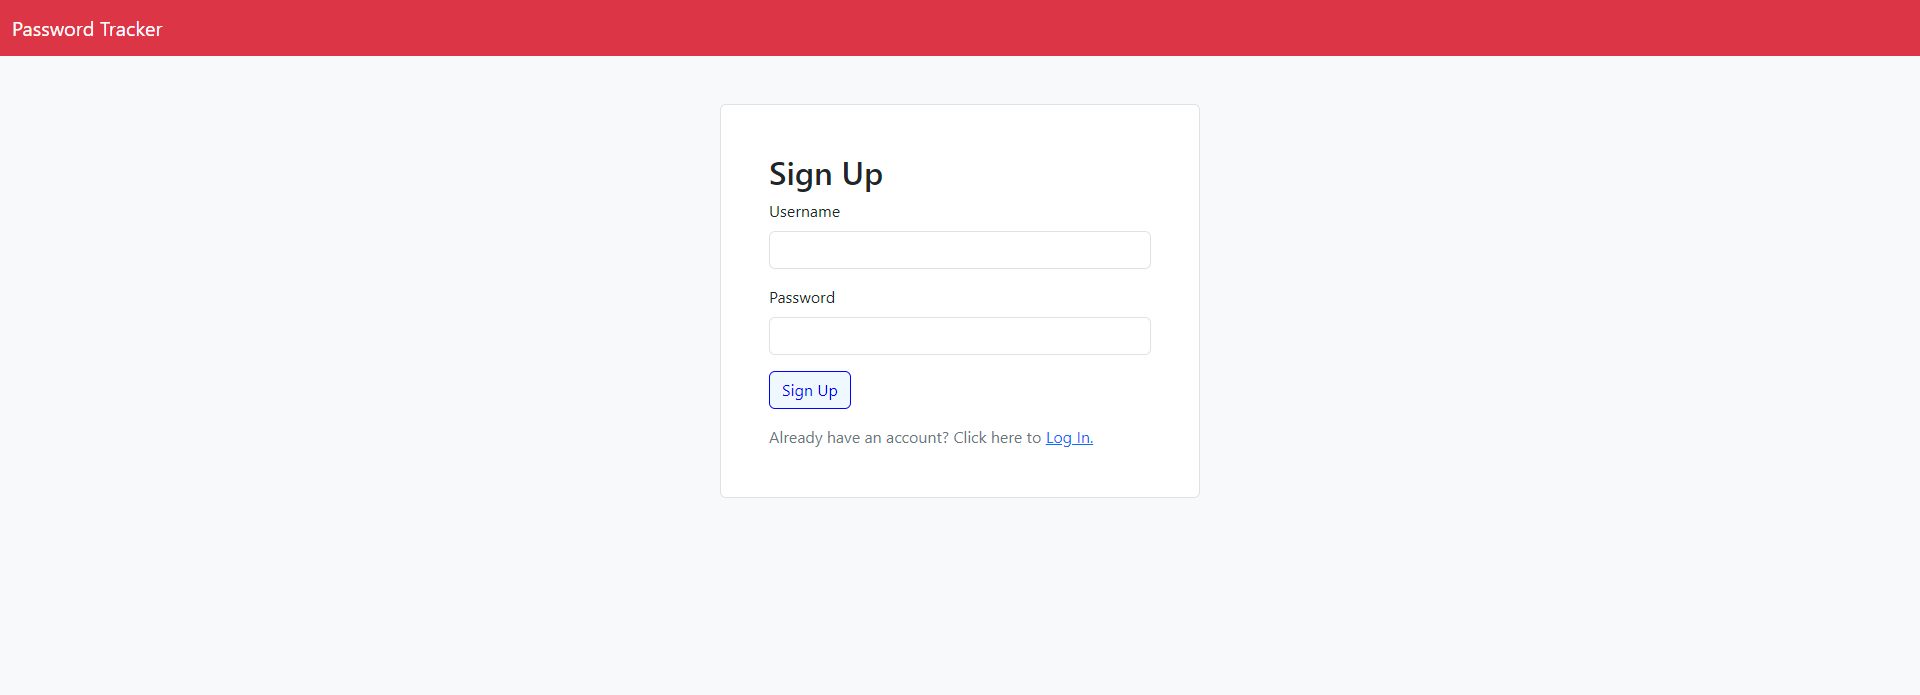 Password Tracker
Sign Up
Username
Password
Sign Up
Already have an account? Click here to Log In.